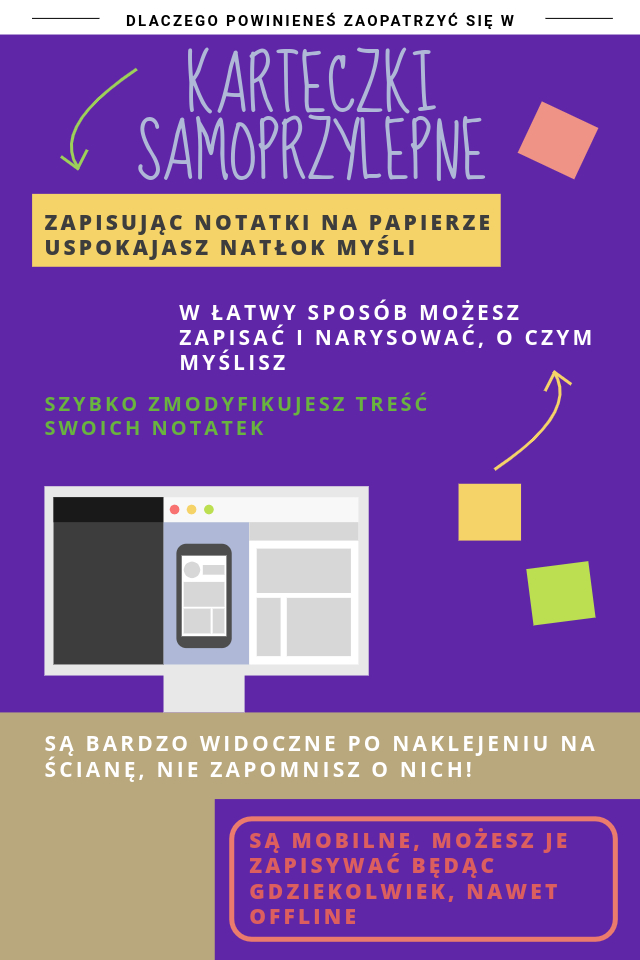 DLACZEGO POWINIENEŚ ZAOPATRZYĆ SIĘ W
KARTECZKI
SAMOPRZYLEPNE
ZAPISUJĄC NOTATKI NA PAPIERZE
USPOKAJASZ NATŁOK MYŚLI
W ŁATWY SPOSÓB MOŻESZ
ZAPISAĆ I NARYSOWAĆ, O CZYM
MYŚLISZ
SZYBKO ZMODYFIKUJESZ TREŚĆ
SWOICH NOTATEK
SĄ BARDZO WIDOCZNE PO NAKLEJENIU NA
ŚCIANĘ, NIE ZAPOMNISZ O NICH!
SĄ MOBILNE, MOŻESZ JE
ZAPISYWAĆ BĘDĄC
GDZIEKOLWIEK, NAWET
OFFLINE